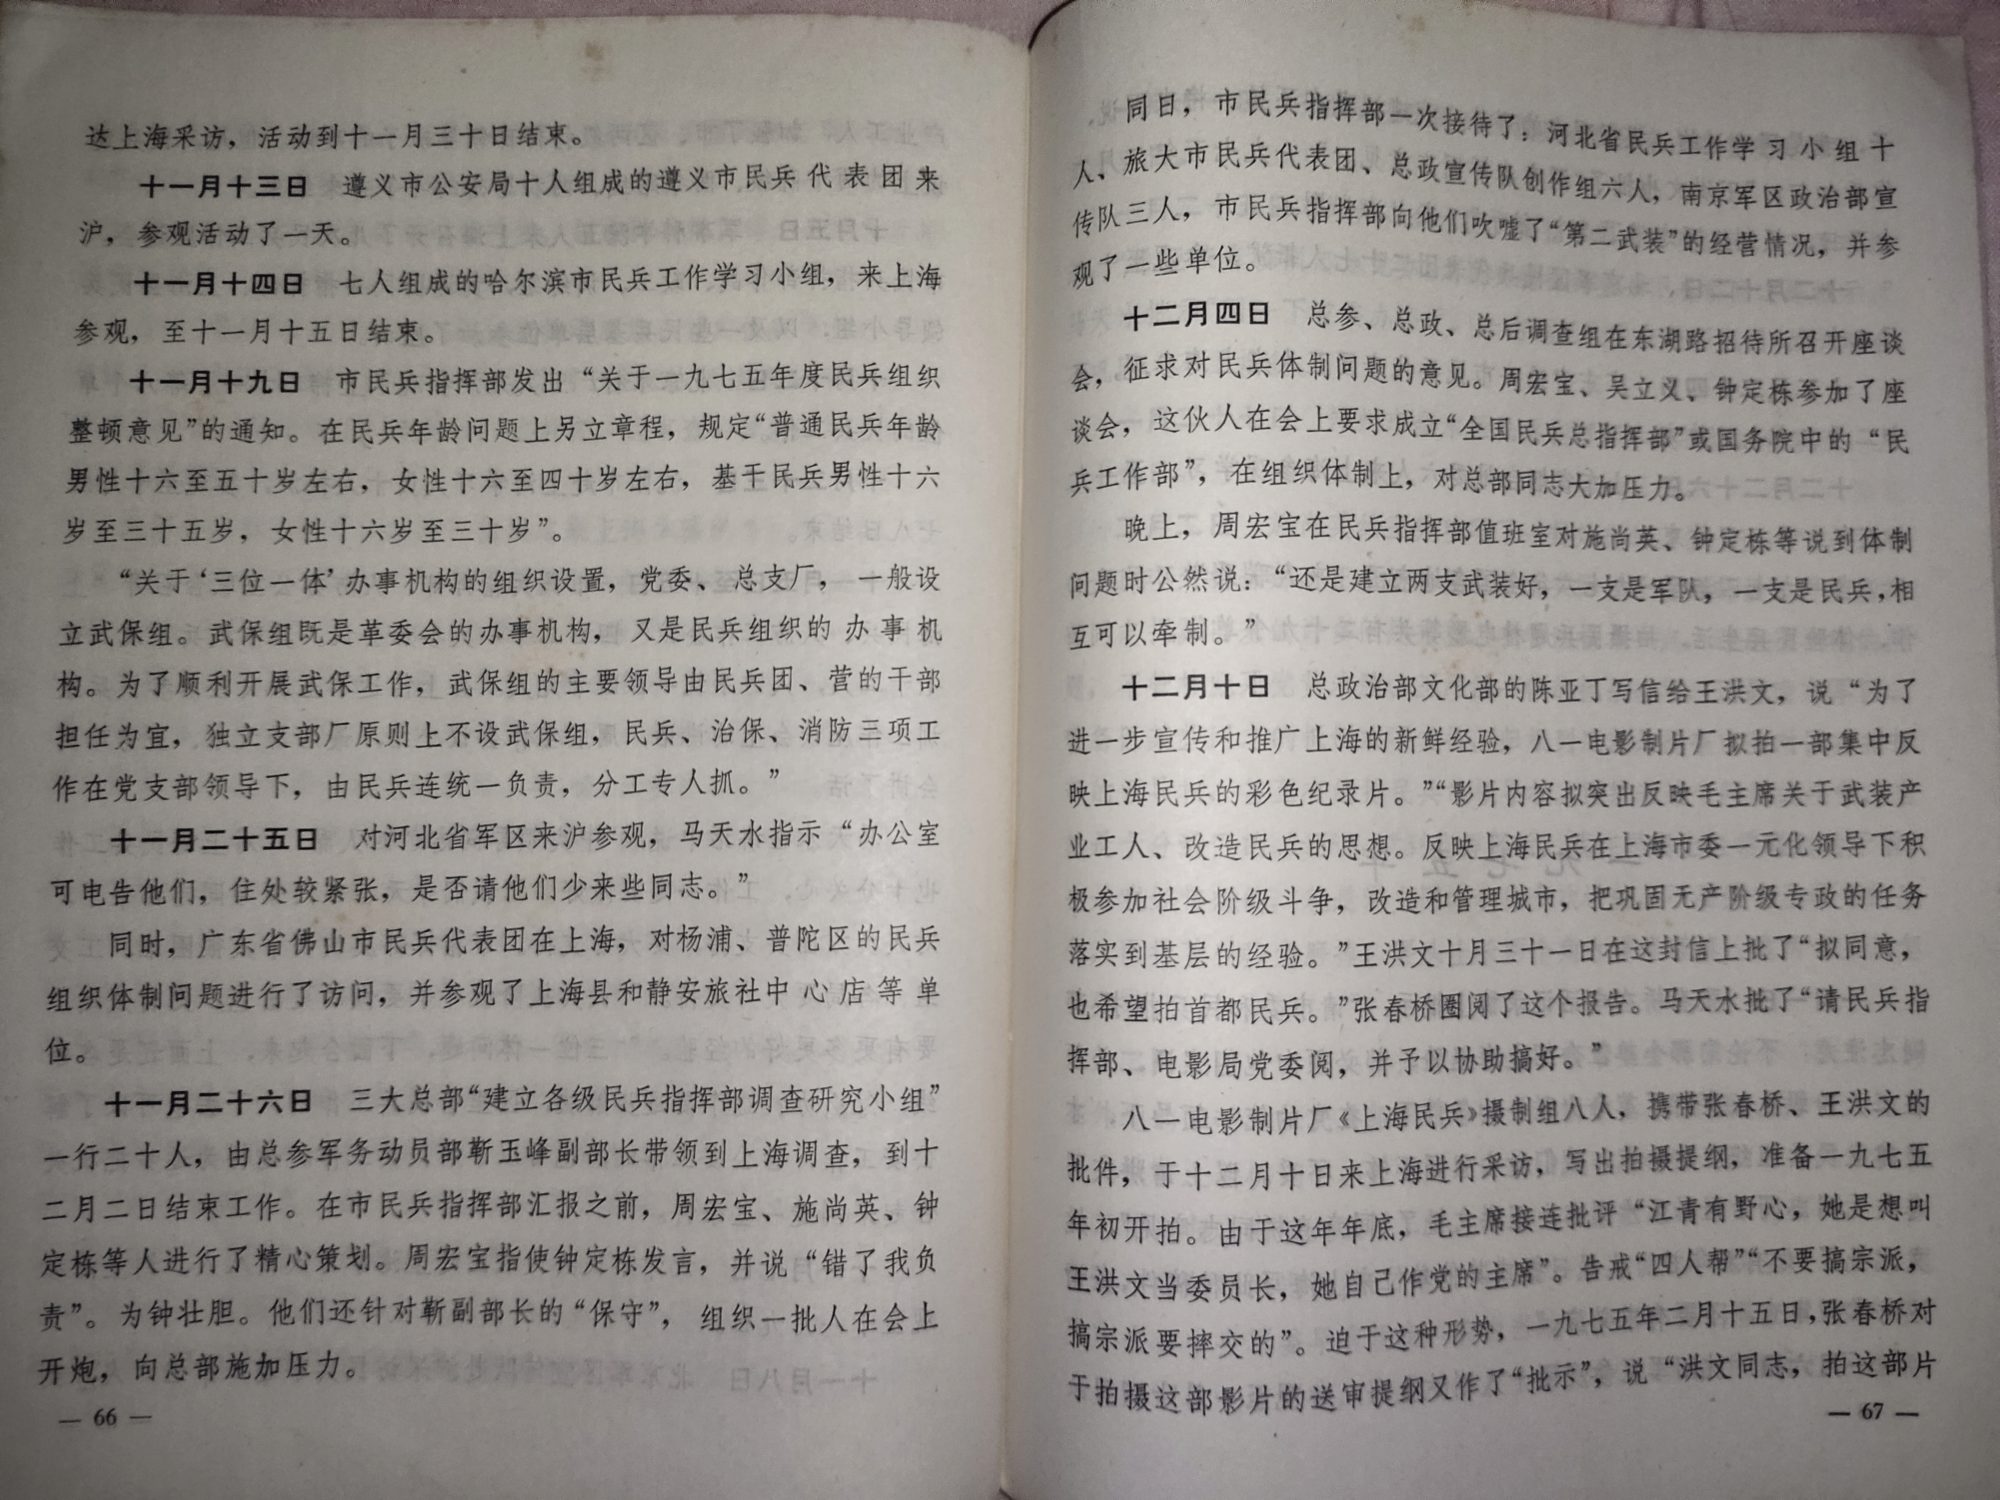 达上海采访，活动到十一月三十日结束。
十一月十三日　遵义市公安局十人组成的遵义市民兵代表团来
沪，参观活动了一天。
十一月十四日　七人组成的哈尔滨市民兵工作学习小组，来上海
参观，至十一月十五日结束。
十一月十九日　市民兵指挥部发出“关于一九七五年度民兵组织
整顿意见”的通知。在民兵年龄问题上另立章程，规定“普通民兵年龄
男性十六至五十岁左右，女性十六至四十岁左右，基干民兵男性十六
岁至三十五岁，女性十六岁至三十岁”。
“关于‘三位一体’办事机构的组织设置，党委、总支厂，一般设
立武保组。武保组既是革委会的办事机构，又是民兵组织的办事机
构。为了顺利开展武保工作，武保组的主要领导由民兵团、营的干部
担任为宜，独立支部厂原则上不设武保组，民兵、治保、消防三项工
作在党支部领导下，由民兵连统一负责，分工专人抓。”
十一月二十五日　对河北省军区来沪参观，马天水指示“办公室
可电告他们，住处较紧张，是否请他们少来些同志。”
同时，广东省佛山市民兵代表团在上海，对杨浦、普陀区的民兵
组织体制问题进行了访问，并参观了上海县和静安旅社中心店等单
位。
十一月二十六日　三大总部“建立各级民兵指挥部调查研究小组”
一行二十人，由总参军务动员部靳玉峰副部长带领到上海调查，到十
二月二日结束工作。在市民兵指挥部汇报之前，周宏宝、施尚英、钟
定栋等人进行了精心策划。周宏宝指使钟定栋发言，并说“错了我负
责”。为钟壮胆。他们还针对靳副部长的“保守”，组织一批人在会上
开炮，向总部施加压力。
— 66 —
同日，市民兵指挥部一次接待了：河北省民兵工作学习小组十
人、旅大市民兵代表团、总政宣传队创作组六人，南京军区政治部宣
传队三人，市民兵指挥部向他们吹嘘了“第二武装”的经营情况，并参
观了一些单位。
十二月四日　总参、总政、总后调查组在东湖路招待所召开座谈
会，征求对民兵体制问题的意见。周宏宝、吴立义、钟定栋参加了座
谈会，这伙人在会上要求成立“全国民兵总指挥部”或国务院中的“民
兵工作部”，在组织体制上，对总部同志大加压力。
晚上，周宏宝在民兵指挥部值班室对施尚英、钟定栋等说到体制
问题时公然说：“还是建立两支武装好，一支是军队，一支是民兵，相
互可以牵制。”
十二月十日　总政治部文化部的陈亚丁写信给王洪文，说“为了
进一步宣传和推广上海的新鲜经验，八一电影制片厂拟拍一部集中反
映上海民兵的彩色纪录片。”“影片内容拟突出反映毛主席关于武装产
业工人、改造民兵的思想。反映上海民兵在上海市委一元化领导下积
极参加社会阶级斗争，改造和管理城市，把巩固无产阶级专政的任务
落实到基层的经验。”王洪文十月三十一日在这封信上批了“拟同意，
也希望拍首都民兵。”张春桥圈阅了这个报告。马天水批了“请民兵指
挥部、电影局党委阅，并予以协助搞好。”
八一电影制片厂《上海民兵》摄制组八人，携带张春桥、王洪文的
批件，于十二月十日来上海进行采访，写出拍摄提纲，准备一九七五
年初开拍。由于这年年底，毛主席接连批评“江青有野心，她是想叫
王洪文当委员长，她自己作党的主席”。告戒“四人帮”“不要搞宗派，
搞宗派要摔交的”。迫于这种形势，一九七五年二月十五日，张春桥对
于拍摄这部影片的送审提纲又作了“批示”，说“洪文同志，拍这部片
— 67 —